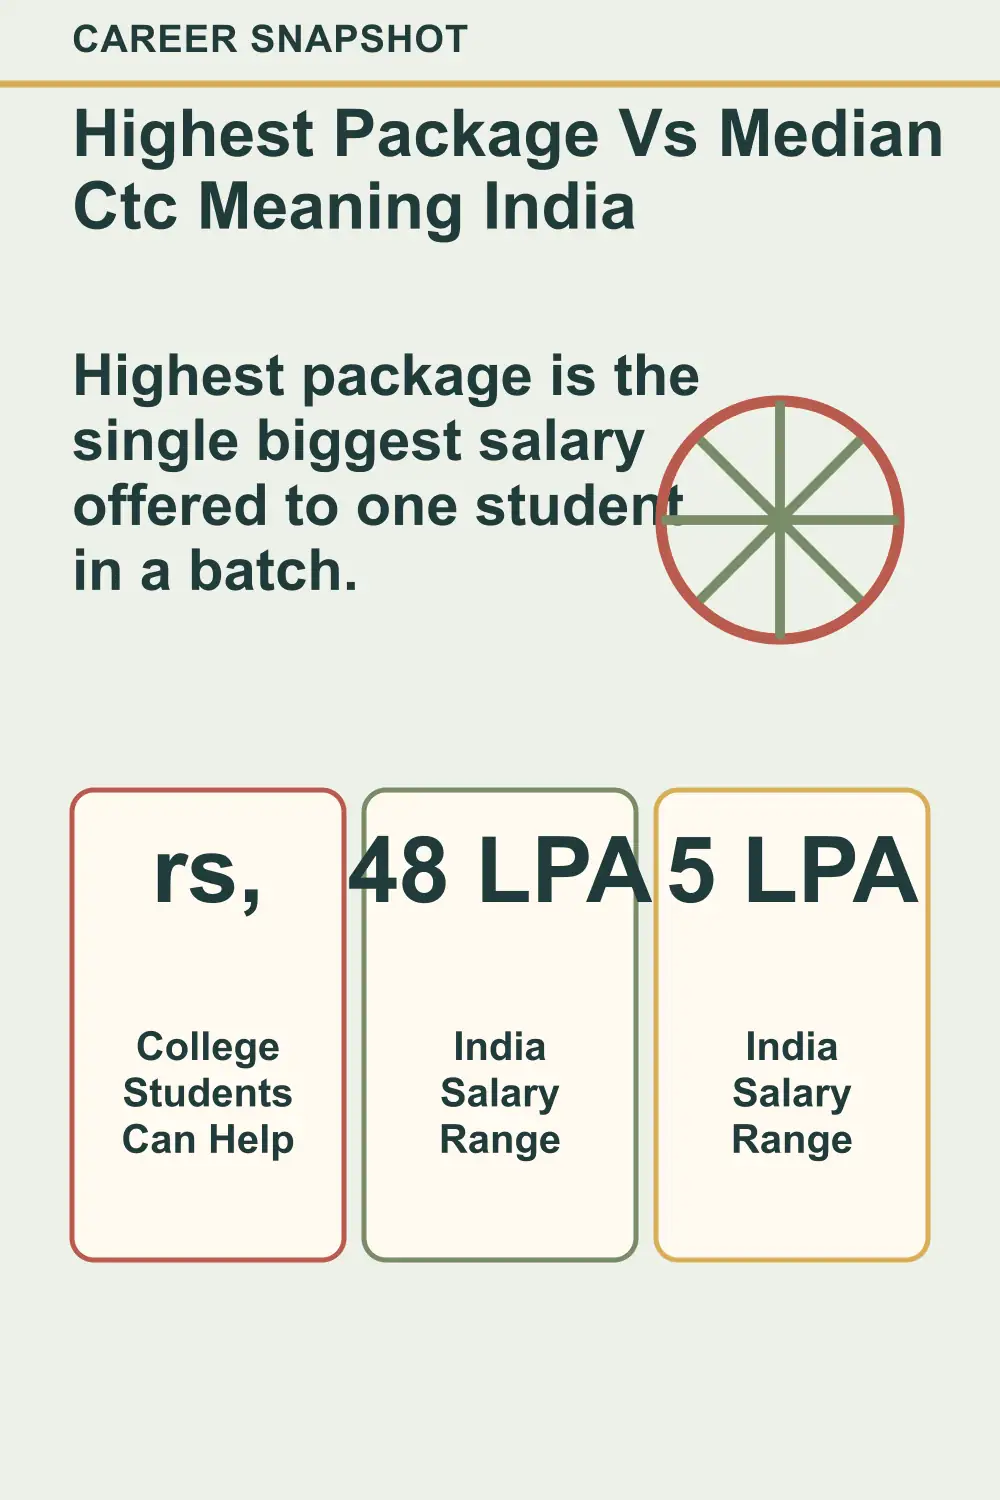 CAREER SNAPSHOT
Highest Package Vs Median
Ctc Meaning India
Highest package is the
single biggest salary
offered to one student
in a batch.
rs,
College
Students
Can Help
48 LPA
India
Salary
Range
5 LPA
India
Salary
Range